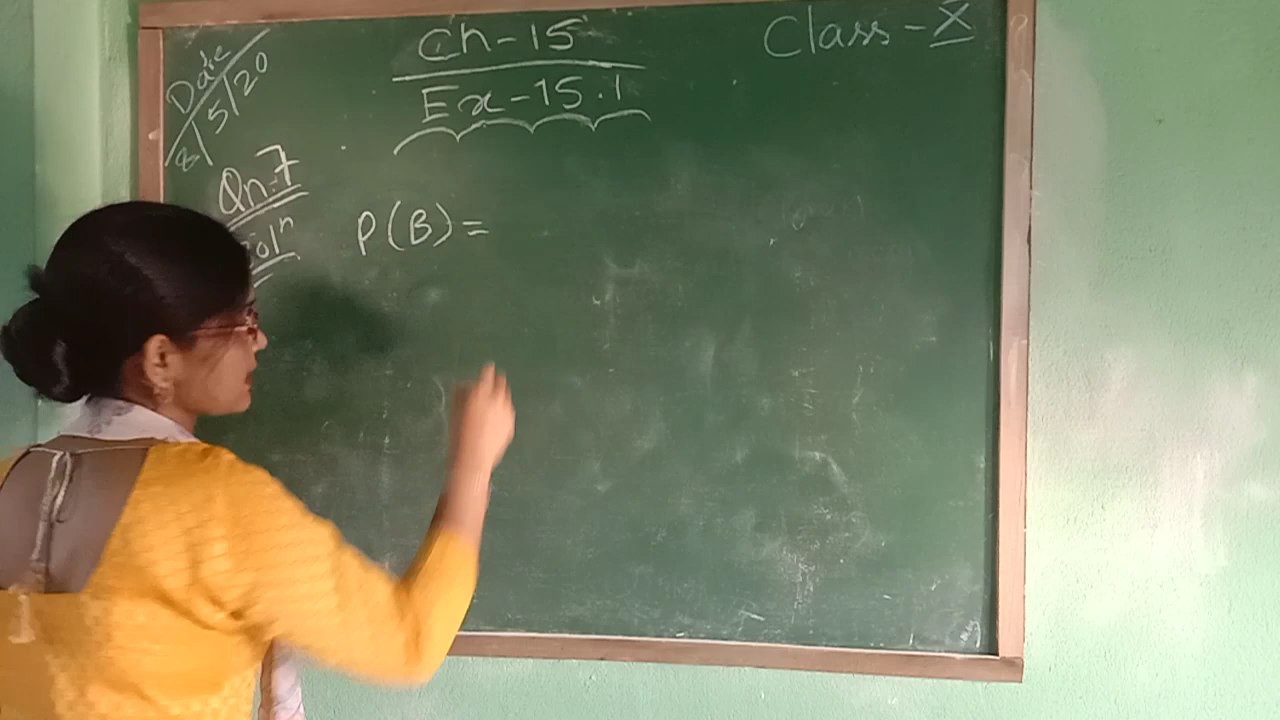 Date
8/5/20
Ch-15
Ex-15.1
Class-X
Qn.7
Solⁿ
P(B)=